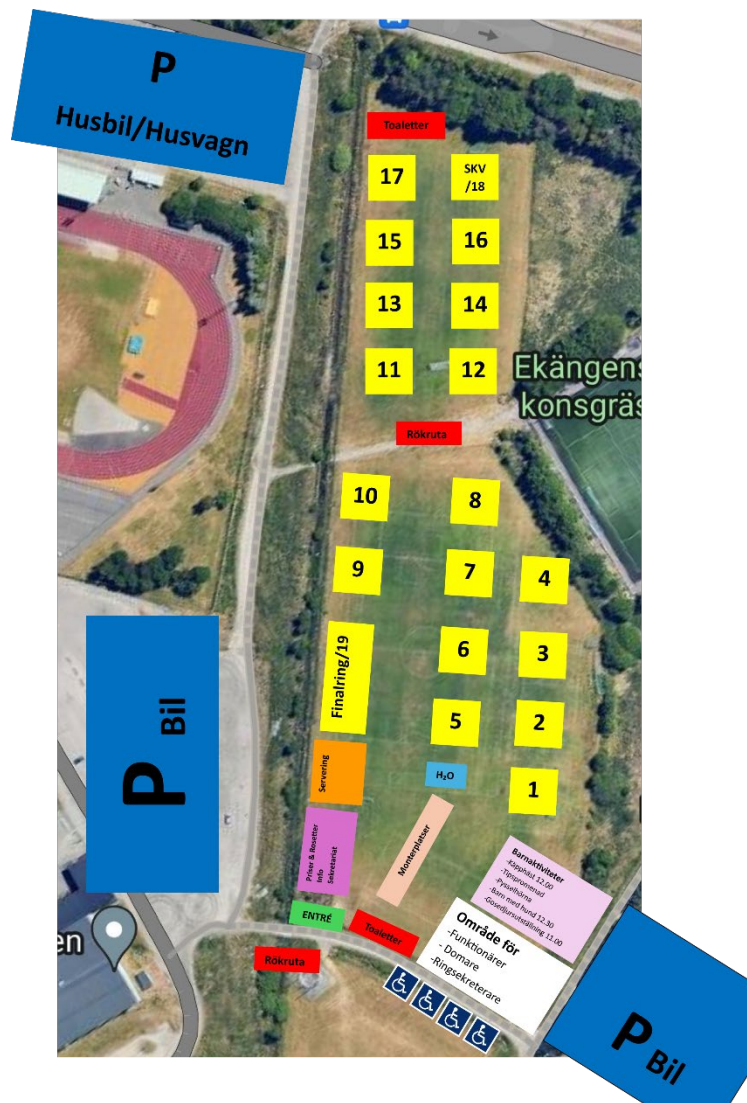 P
Husbil/Husvagn
Toaletter
17
SKV
/18
15
16
13
14
11
12
Ekängens
konsgräs
Rökruta
10
8
9
7
4
Finalring/19
6
3
5
2
P Bil
Servering
H₂O
1
Priser & Rosetter
Info
Sekretariat
Monterplatser
Barnaktiviteter
-Käpphäst 12.00
-Tipspromenad
-Pysselhörna
-Barn med hund 12.30
-Gosedjursutställning 11.00
ENTRÉ
Toaletter
Område för
-Funktionärer
- Domare
-Ringsekreterare
en
Rökruta
P Bil